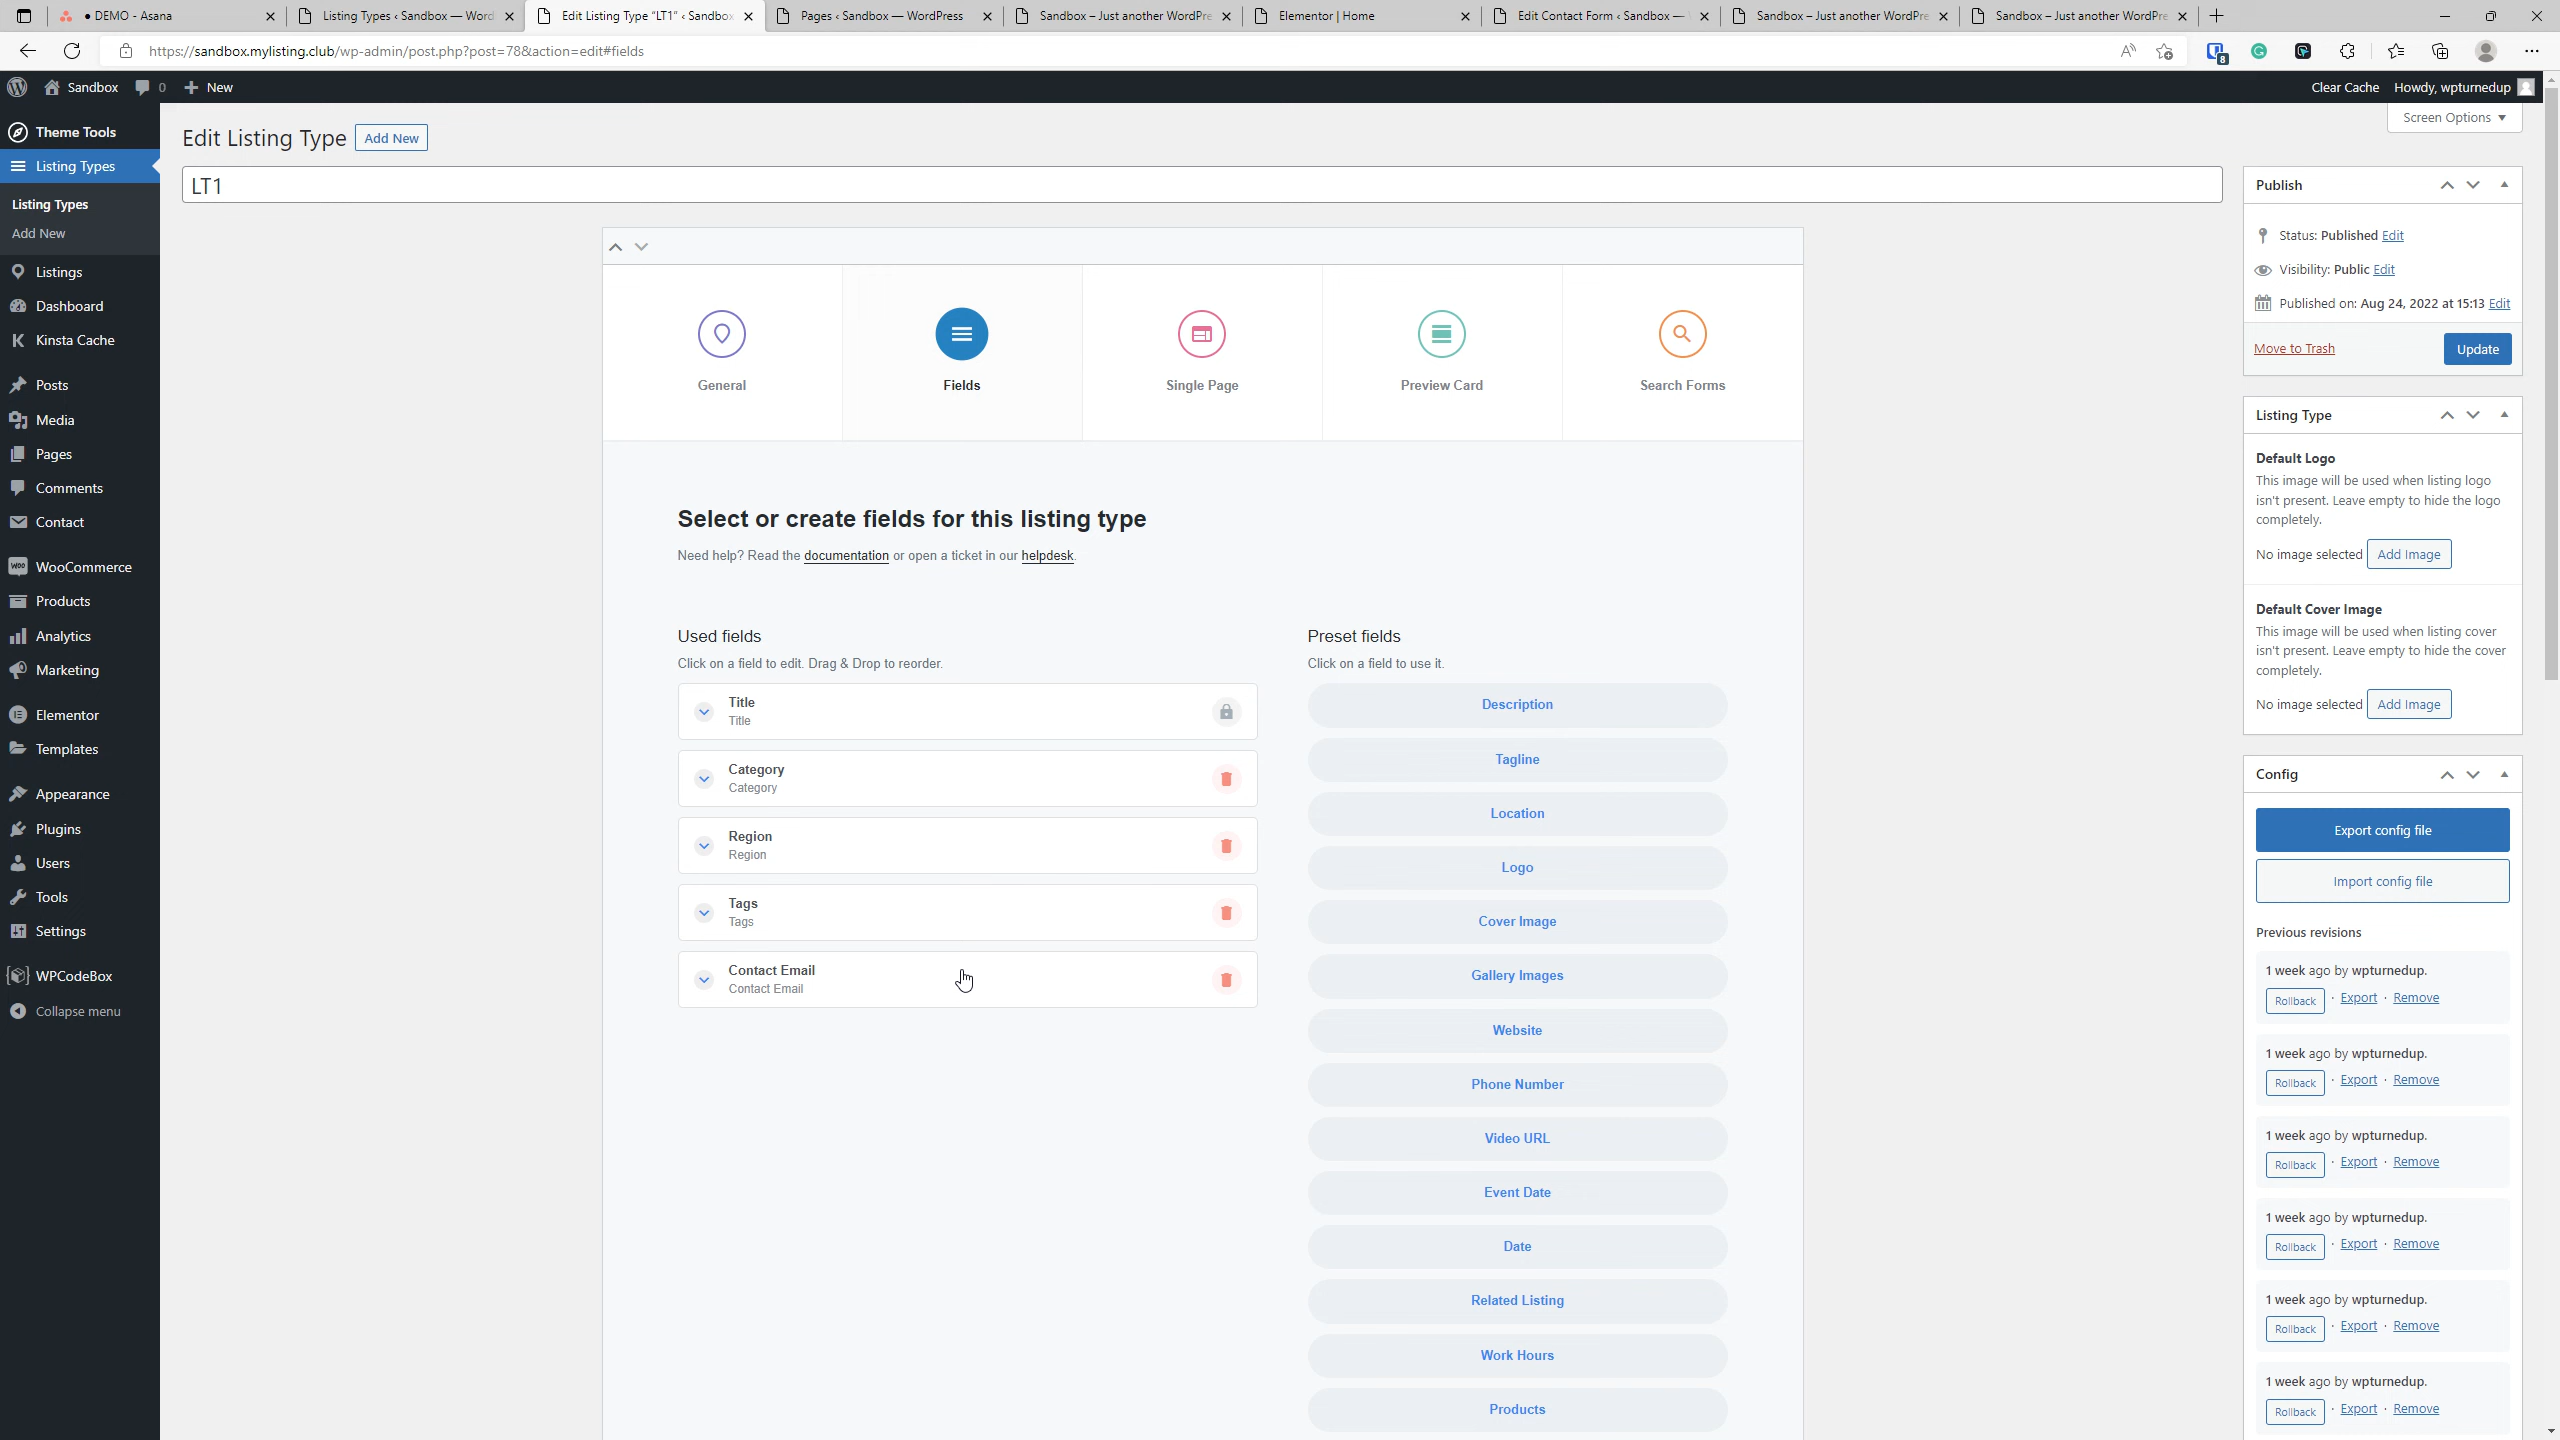 DEMO - Asana
Listing Types ‹ Sandbox — Word
Edit Listing Type "LT1" ‹ Sandbox
Pages ‹ Sandbox — WordPress
Sandbox – Just another WordPre
Elementor | Home
Edit Contact Form ‹ Sandbox —
Sandbox – Just another WordPre
Sandbox – Just another WordPre
https://sandbox.mylisting.club/wp-admin/post.php?post=78&action=edit#fields
8
Sandbox
0
New
Clear Cache
Howdy, wpturnedup
Theme Tools
Listing Types
Listing Types
Add New
Listings
Dashboard
Kinsta Cache
Posts
Media
Pages
Comments
Contact
WooCommerce
Products
Analytics
Marketing
Elementor
Templates
Appearance
Plugins
Users
Tools
Settings
WPCodeBox
Collapse menu
Screen Options
Edit Listing Type
Add New
LT1
General
Fields
Single Page
Preview Card
Search Forms
Select or create fields for this listing type
Need help? Read the documentation or open a ticket in our helpdesk.
Used fields
Click on a field to edit. Drag & Drop to reorder.
Title
Title
Category
Category
Region
Region
Tags
Tags
Contact Email
Contact Email
Preset fields
Click on a field to use it.
Description
Tagline
Location
Logo
Cover Image
Gallery Images
Website
Phone Number
Video URL
Event Date
Date
Related Listing
Work Hours
Products
Publish
Status: Published Edit
Visibility: Public Edit
Published on: Aug 24, 2022 at 15:13 Edit
Move to Trash
Update
Listing Type
Default Logo
This image will be used when listing logo
isn't present. Leave empty to hide the logo
completely.
No image selected Add Image
Default Cover Image
This image will be used when listing cover
isn't present. Leave empty to hide the cover
completely.
No image selected Add Image
Config
Export config file
Import config file
Previous revisions
1 week ago by wpturnedup.
Rollback · Export · Remove
1 week ago by wpturnedup.
Rollback · Export · Remove
1 week ago by wpturnedup.
Rollback · Export · Remove
1 week ago by wpturnedup.
Rollback · Export · Remove
1 week ago by wpturnedup.
Rollback · Export · Remove
1 week ago by wpturnedup.
Rollback · Export · Remove